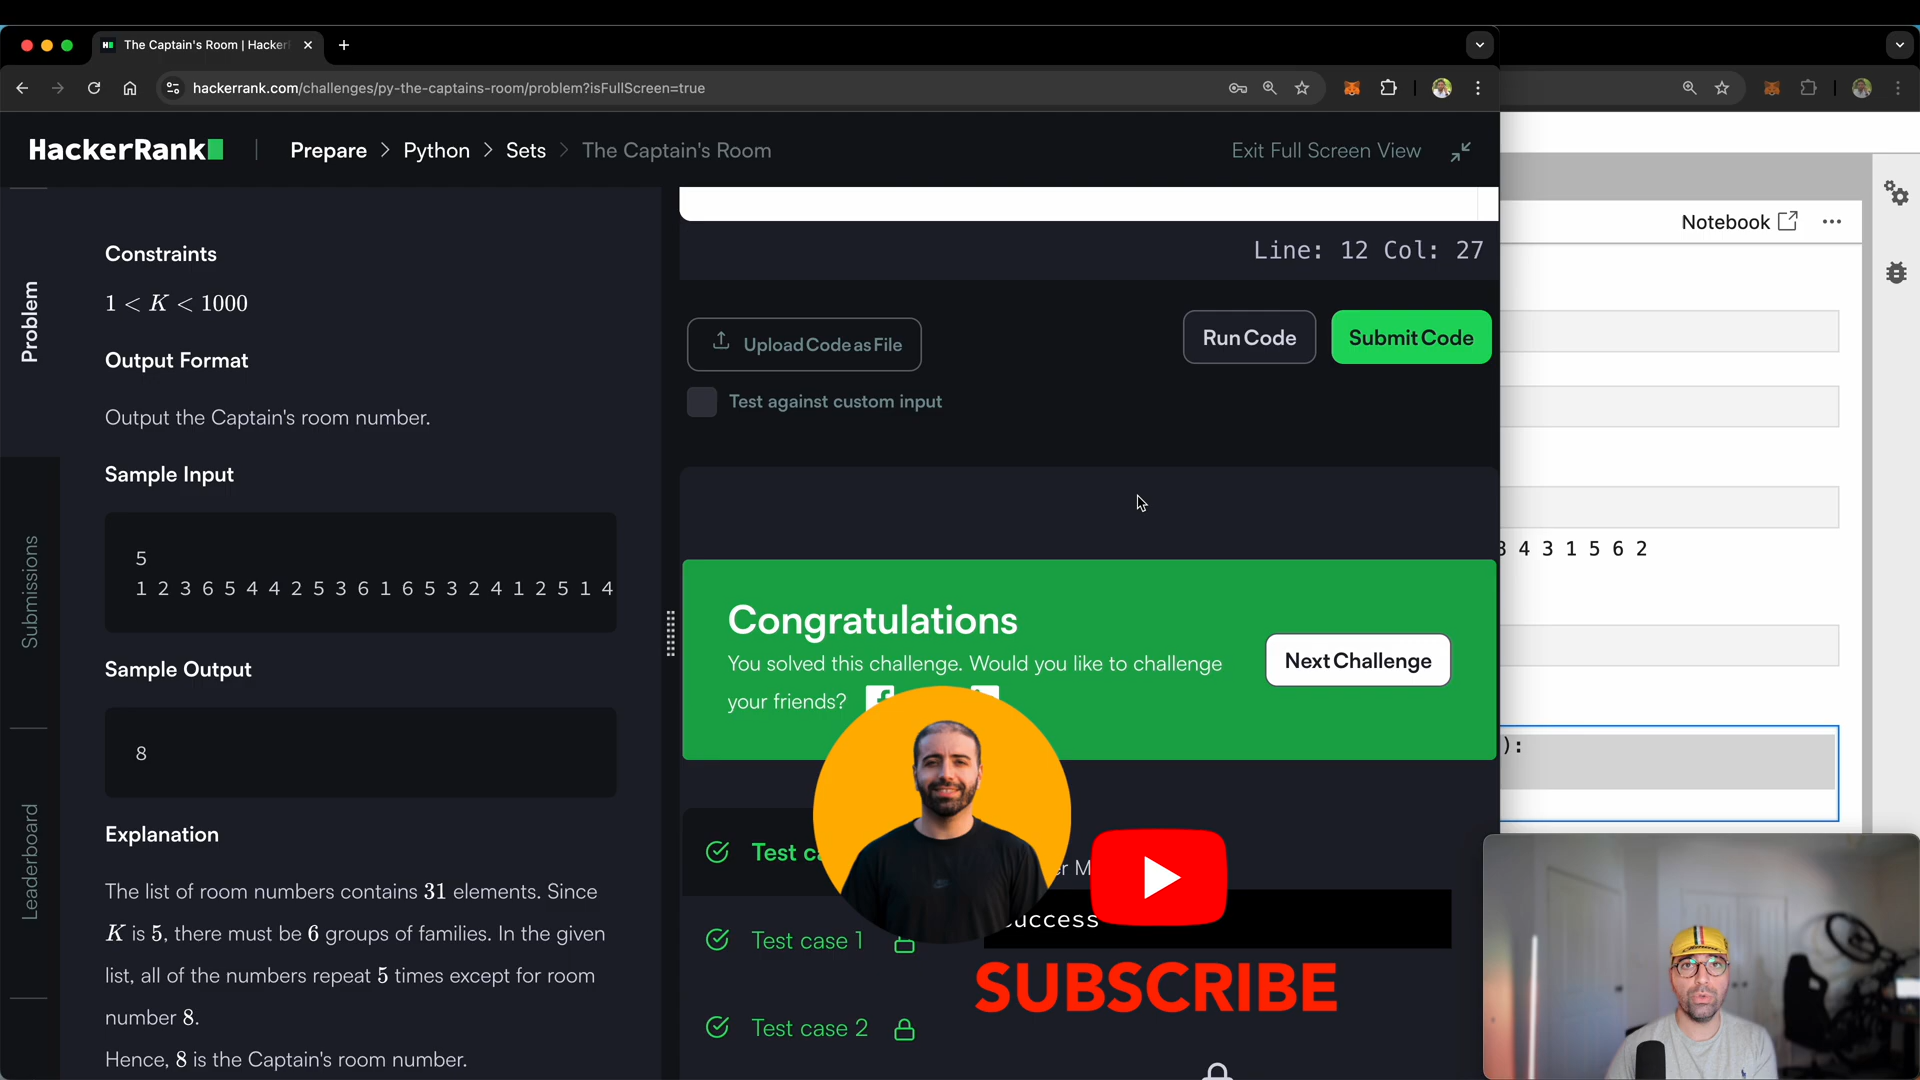 The Captain's Room | Hacker
hackerrank.com/challenges/py-the-captains-room/problem?isFullScreen=true
HackerRank
Prepare > Python > Sets > The Captain's Room
Exit Full Screen View
Problem
Submissions
Leaderboard
Constraints
1 < K < 1000
Output Format
Output the Captain's room number.
Sample Input
5
1 2 3 6 5 4 4 2 5 3 6 1 6 5 3 2 4 1 2 5 1 4
Sample Output
8
Explanation
The list of room numbers contains 31 elements. Since
K is 5, there must be 6 groups of families. In the given
list, all of the numbers repeat 5 times except for room
number 8.
Hence, 8 is the Captain's room number.
Line: 12 Col: 27
Upload Code as File
Run Code
Submit Code
Test against custom input
Congratulations
You solved this challenge. Would you like to challenge
your friends?
Next Challenge
Test
Test case 1
Test case 2
SUBSCRIBE
Notebook
3 4 3 1 5 6 2
):